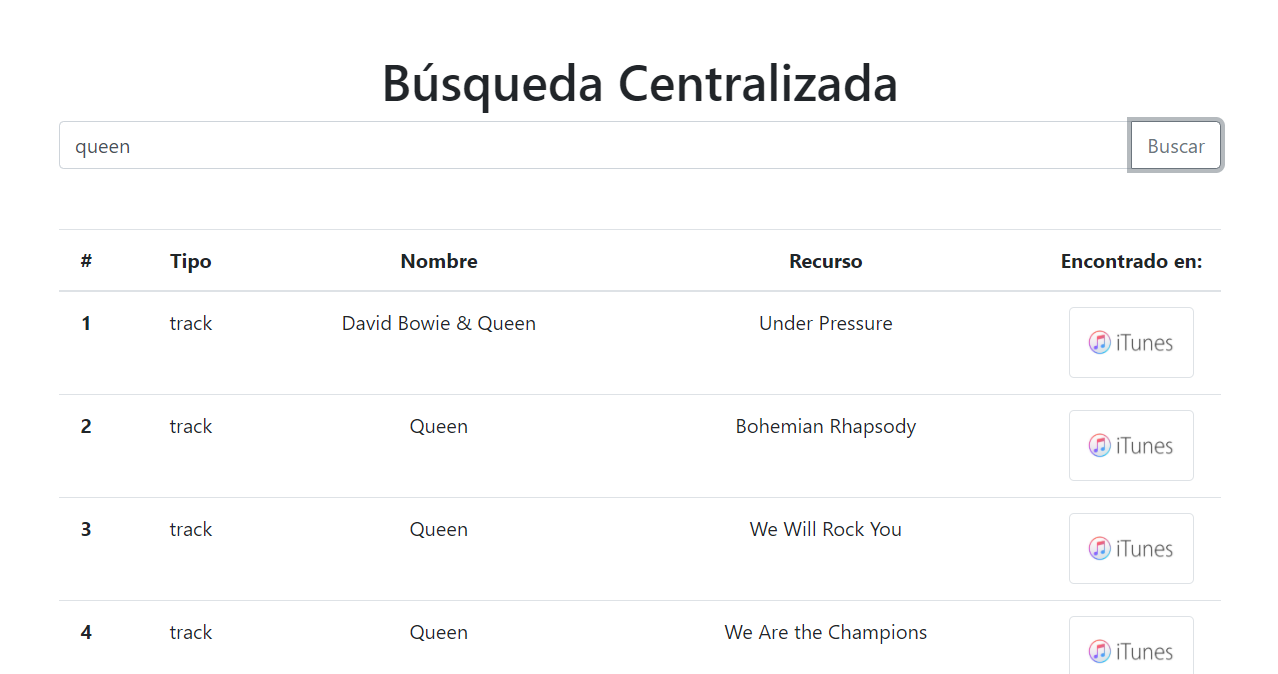 Búsqueda Centralizada
queen Buscar
# Tipo Nombre Recurso Encontrado en:
1 track David Bowie & Queen Under Pressure iTunes
2 track Queen Bohemian Rhapsody iTunes
3 track Queen We Will Rock You iTunes
4 track Queen We Are the Champions iTunes